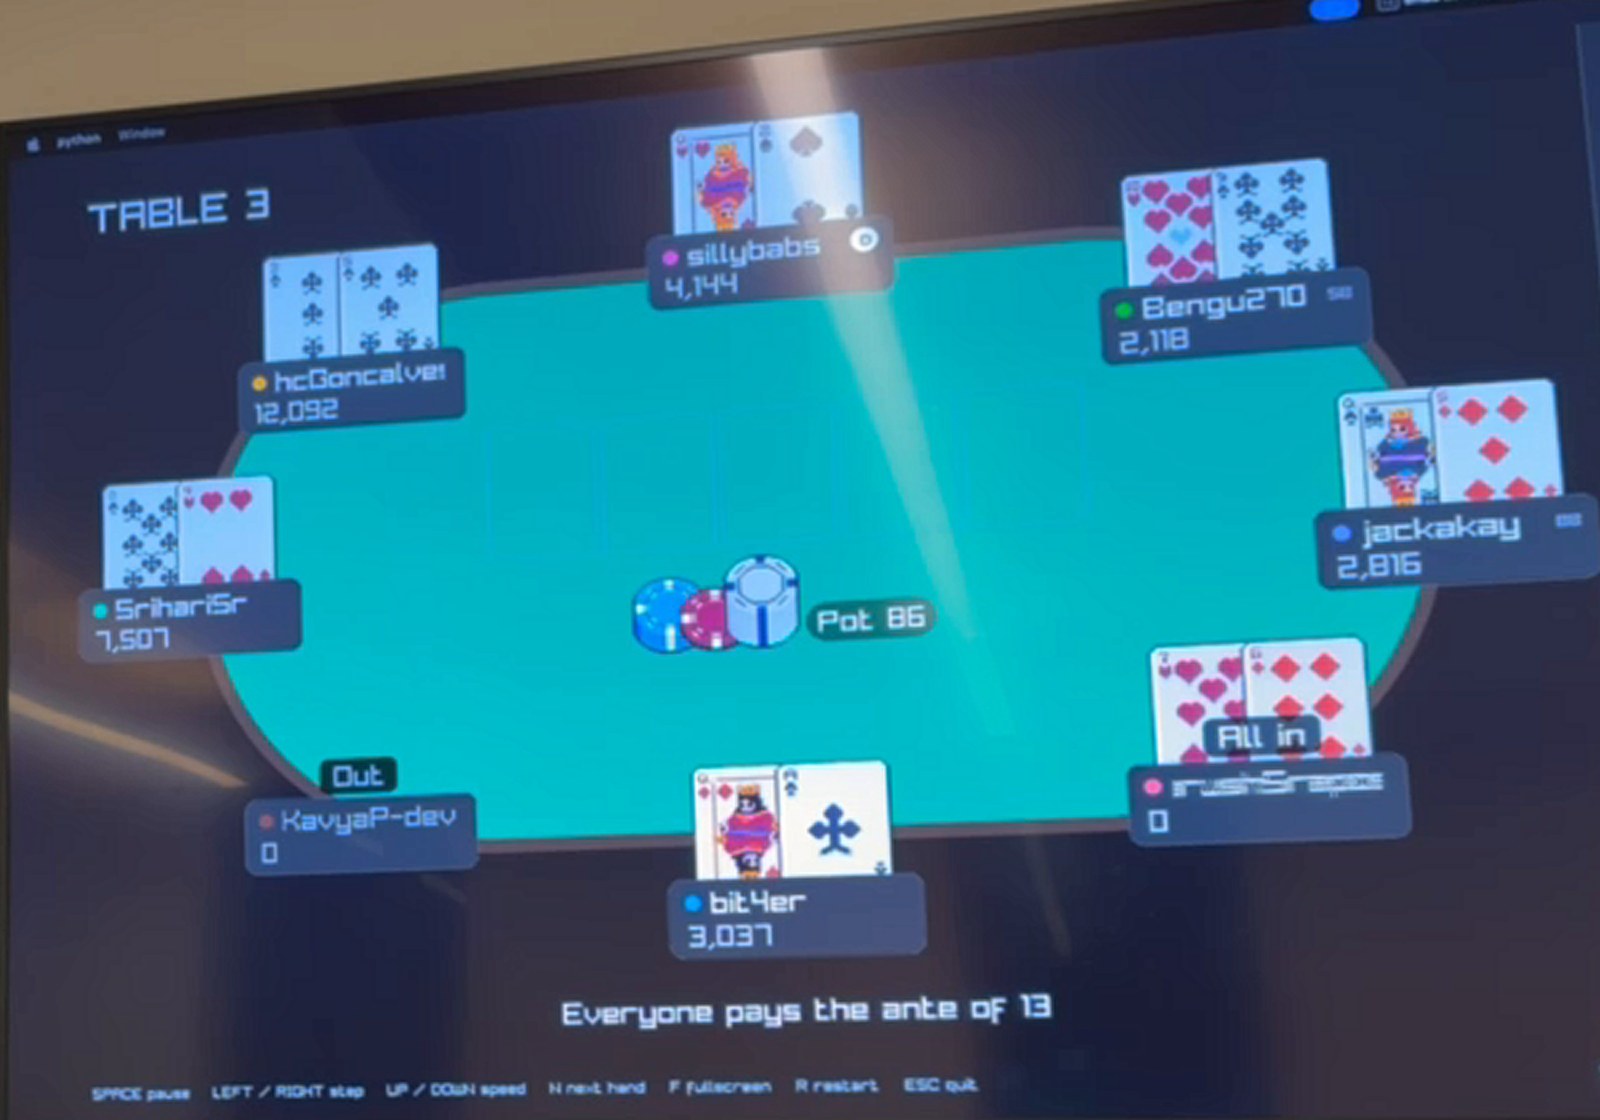 python Window
TABLE 3
sillybabs
4,144
Bengu270 SB
2,118
hcGoncalves
12,092
jackakay BB
2,816
SrihariSr
7,507
Pot 86
All in
0
Out
KavyaP-dev
0
bit4er
3,037
Everyone pays the ante of 13
SPACE pause LEFT / RIGHT step UP / DOWN speed N next hand F fullscreen R restart ESC quit